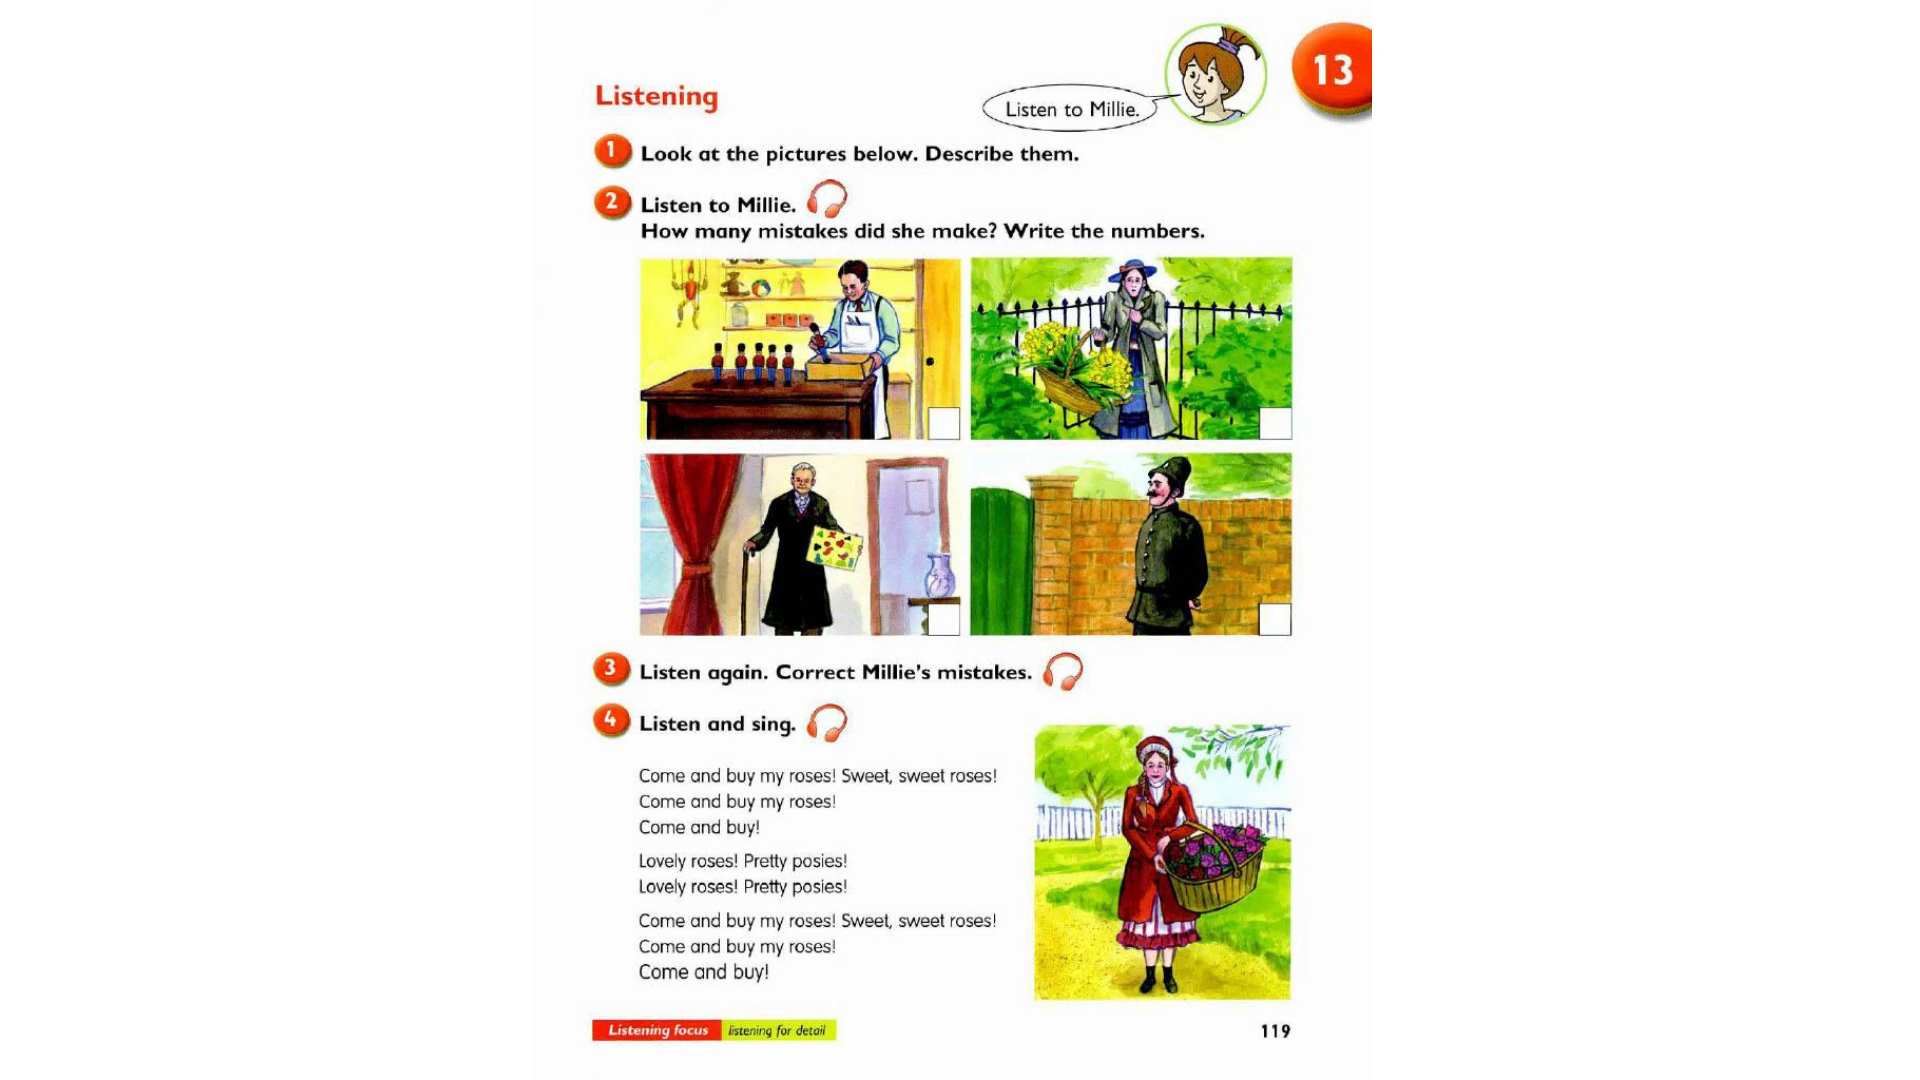 13
Listening
Listen to Millie.
1 Look at the pictures below. Describe them.
2 Listen to Millie.
How many mistakes did she make? Write the numbers.
3 Listen again. Correct Millie's mistakes.
4 Listen and sing.
Come and buy my roses! Sweet, sweet roses!
Come and buy my roses!
Come and buy!
Lovely roses! Pretty posies!
Lovely roses! Pretty posies!
Come and buy my roses! Sweet, sweet roses!
Come and buy my roses!
Come and buy!
Listening focus listening for detail
119